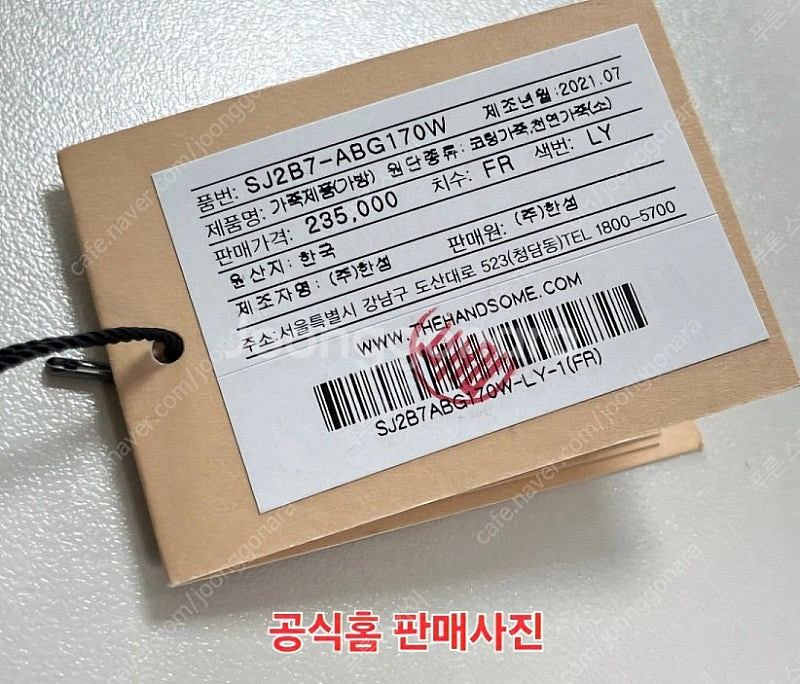 품번: SJ2B7-ABG170W 제조년월:2021.07
제품명: 가죽제품(가방) 원단종류: 코팅가죽,천연가죽(소)
판매가격: 235,000 치수: FR 색번: LY
원산지: 한국
제조자명: (주)한섬 판매원: (주)한섬
주소:서울특별시 강남구 도산대로 523(청담동)TEL 1800-5700
WWW.THEHANDSOME.COM
SJ2B7ABG170W-LY-1(FR)
공식홈 판매사진
cafe.naver.com/joonggonara